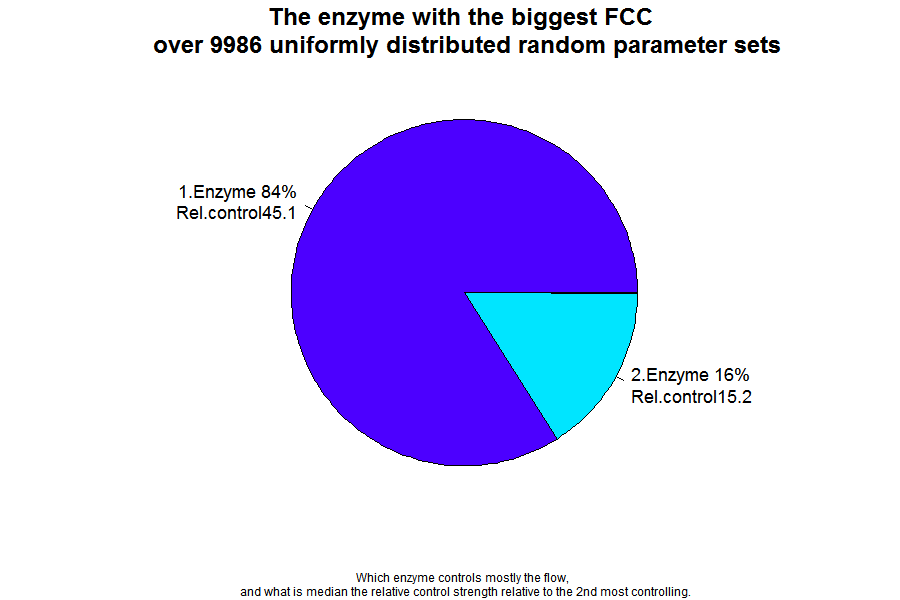 The enzyme with the biggest FCC
over 9986 uniformly distributed random parameter sets
1.Enzyme 84%
Rel.control45.1
2.Enzyme 16%
Rel.control15.2
Which enzyme controls mostly the flow,
and what is median the relative control strength relative to the 2nd most controlling.